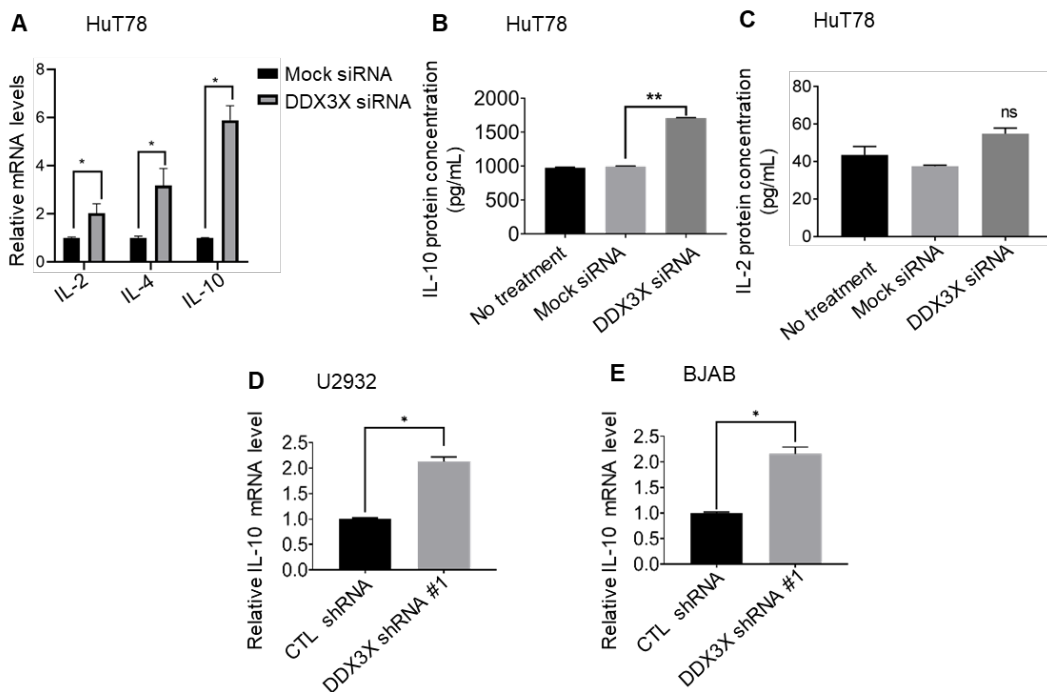 A HuT78
Relative mRNA levels
8
6
4
2
0
* * *
IL-2 IL-4 IL-10
Mock siRNA
DDX3X siRNA
B HuT78
IL-10 protein concentration
(pg/mL)
2000
1500
1000
500
0
**
No treatment
Mock siRNA
DDX3X siRNA
C HuT78
IL-2 protein concentration
(pg/mL)
80
60
40
20
0
ns
No treatment
Mock siRNA
DDX3X siRNA
D U2932
Relative IL-10 mRNA level
2.5
2.0
1.5
1.0
0.5
0.0
*
CTL shRNA
DDX3X shRNA #1
E BJAB
Relative IL-10 mRNA level
2.5
2.0
1.5
1.0
0.5
0.0
*
CTL shRNA
DDX3X shRNA #1